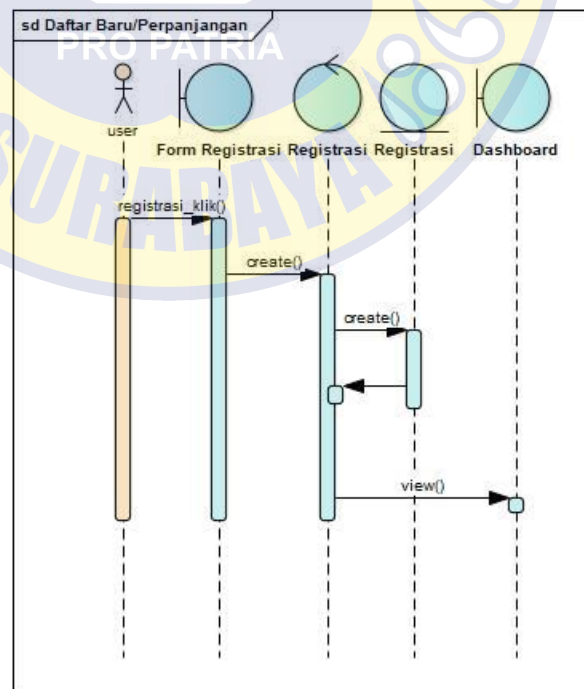 sd Daftar Baru/Perpanjangan
PRO PATRIA
SURABAYA
user
Form Registrasi
Registrasi
Registrasi
Dashboard
registrasi_klik()
create()
create()
view()